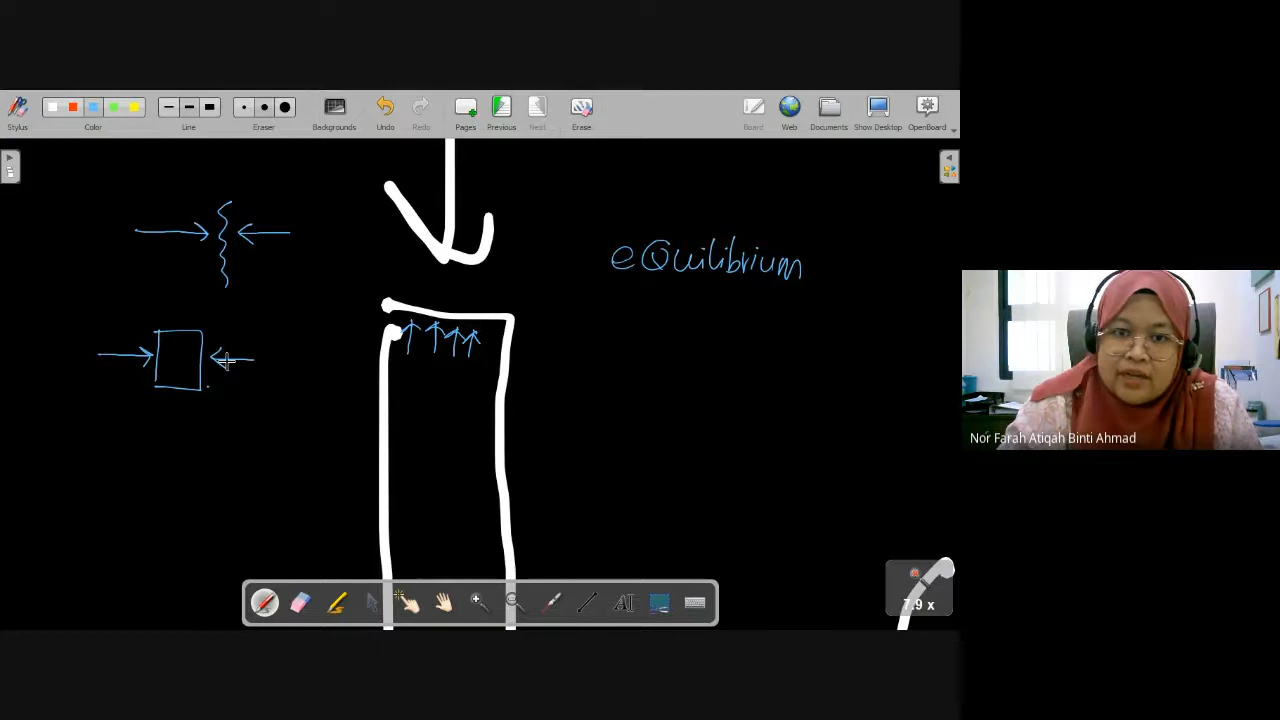 Stylus
Color
Line
Eraser
Backgrounds
Undo
Redo
Pages
Previous
Next
Erase
Board
Web
Documents
Show Desktop
OpenBoard
eQuilibrium
Nor Farah Atiqah Binti Ahmad
AI
7.9 x